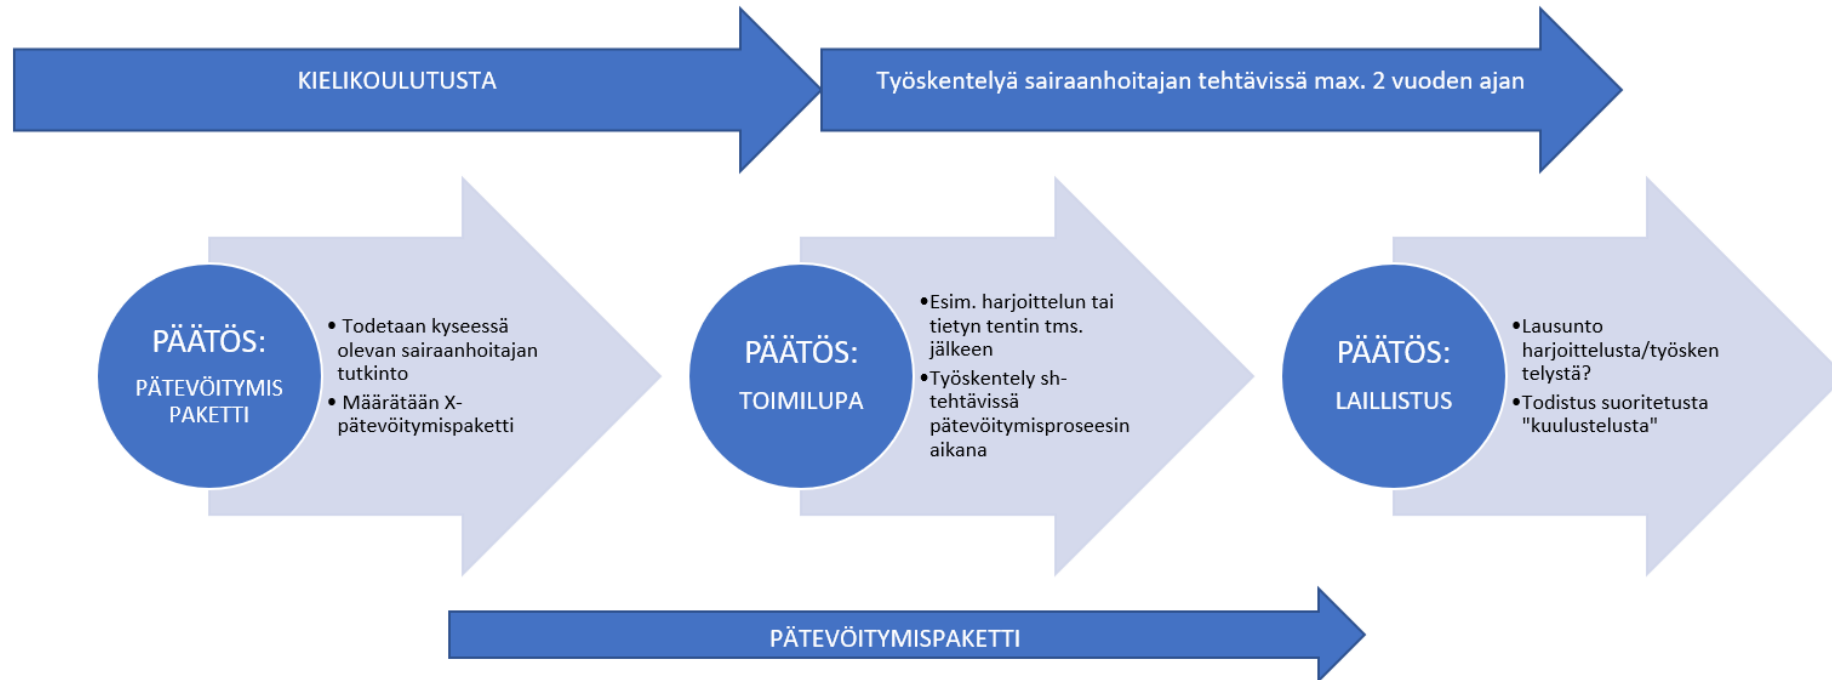 KIELIKOULUTUSTA
Työskentelyä sairaanhoitajan tehtävissä max. 2 vuoden ajan
PÄÄTÖS:
PÄTEVÖITYMIS
PAKETTI
• Todetaan kyseessä
olevan sairaanhoitajan
tutkinto
• Määrätään X-
pätevöitymispaketti
PÄÄTÖS:
TOIMILUPA
•Esim. harjoittelun tai
tietyn tentin tms.
jälkeen
•Työskentely sh-
tehtävissä
pätevöitymisproseesin
aikana
PÄÄTÖS:
LAILLISTUS
•Lausunto
harjoittelusta/työsken
telystä?
•Todistus suoritetusta
"kuulustelusta"
PÄTEVÖITYMISPAKETTI